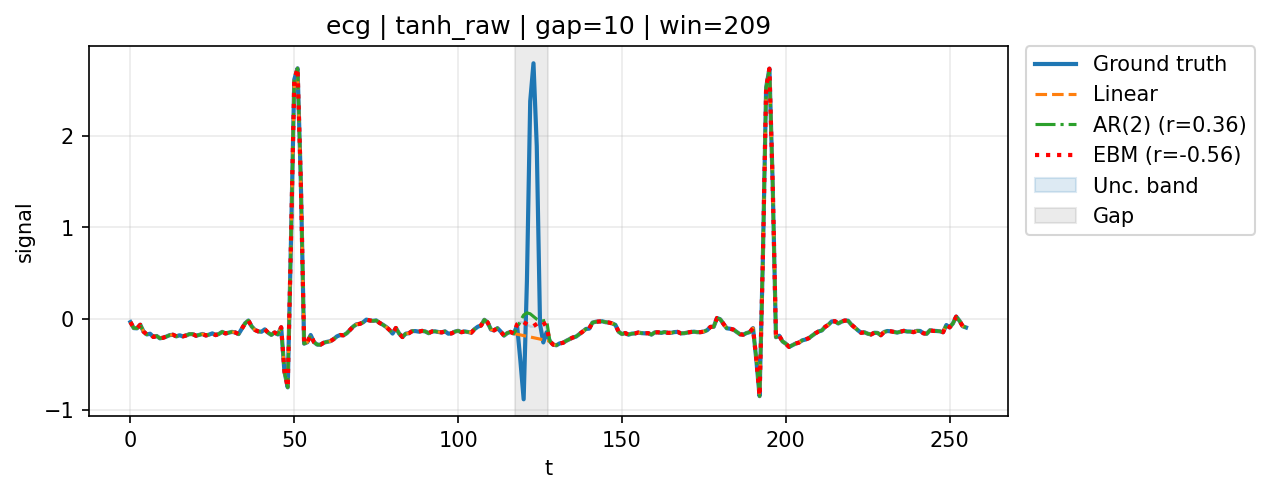 ecg | tanh_raw | gap=10 | win=209
Ground truth
Linear
AR(2) (r=0.36)
EBM (r=-0.56)
Unc. band
Gap
signal
2
1
0
−1
0
50
100
150
200
250
t